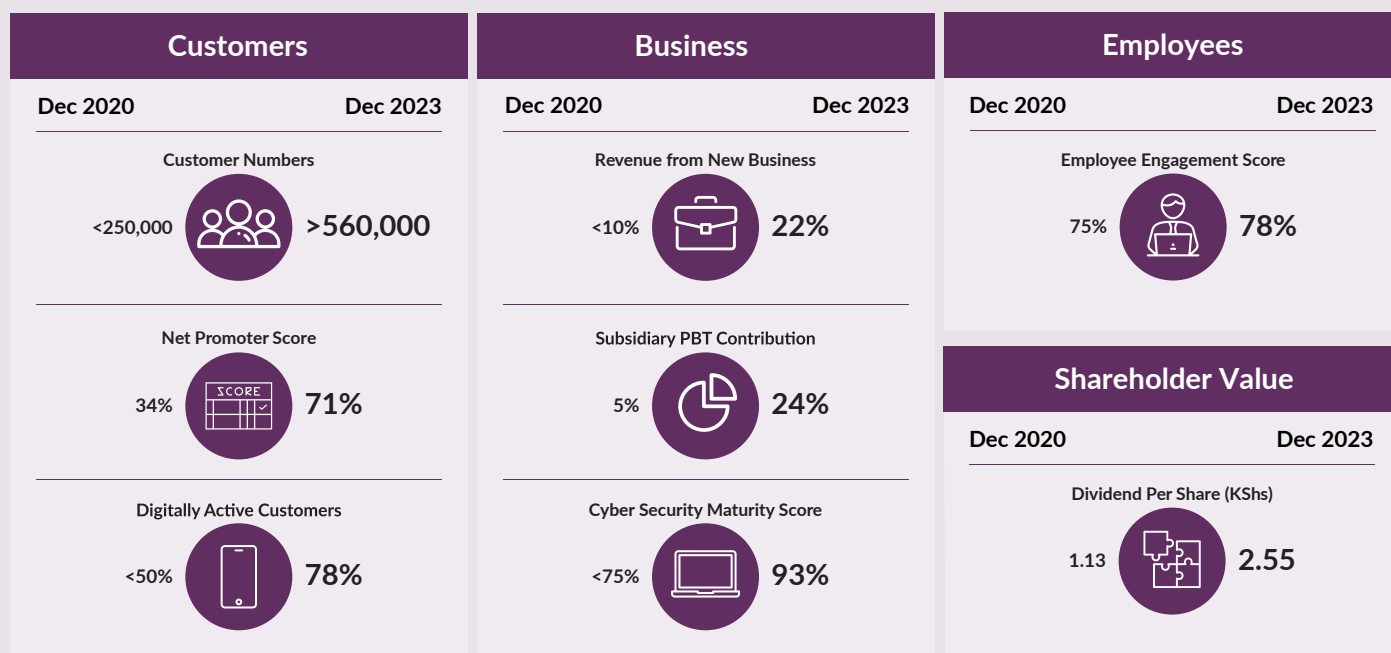 Customers
Dec 2020 Dec 2023
Customer Numbers
<250,000 >560,000
Net Promoter Score
34% SCORE 71%
Digitally Active Customers
<50% 78%
Business
Dec 2020 Dec 2023
Revenue from New Business
<10% 22%
Subsidiary PBT Contribution
5% 24%
Cyber Security Maturity Score
<75% 93%
Employees
Dec 2020 Dec 2023
Employee Engagement Score
75% 78%
Shareholder Value
Dec 2020 Dec 2023
Dividend Per Share (KShs)
1.13 2.55